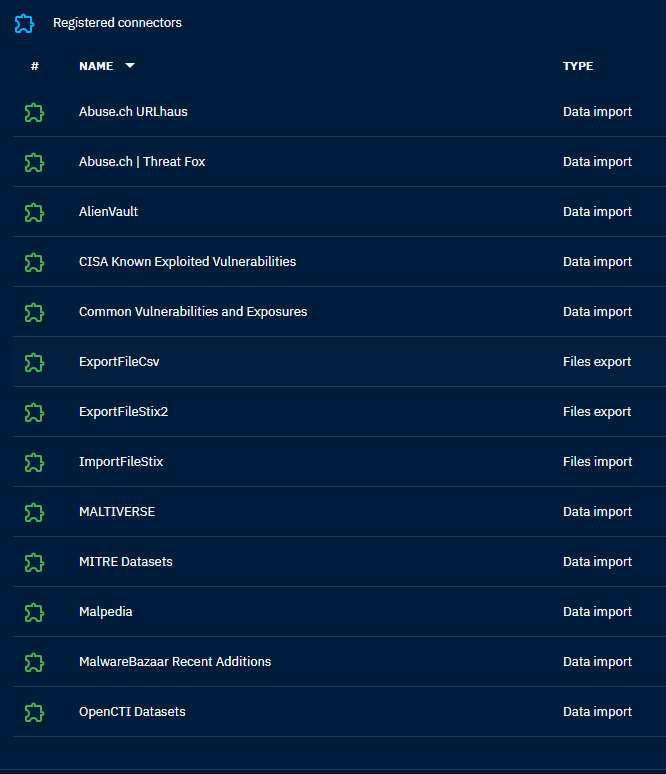 Registered connectors
# NAME TYPE
Abuse.ch URLhaus Data import
Abuse.ch | Threat Fox Data import
AlienVault Data import
CISA Known Exploited Vulnerabilities Data import
Common Vulnerabilities and Exposures Data import
ExportFileCsv Files export
ExportFileStix2 Files export
ImportFileStix Files import
MALTIVERSE Data import
MITRE Datasets Data import
Malpedia Data import
MalwareBazaar Recent Additions Data import
OpenCTI Datasets Data import